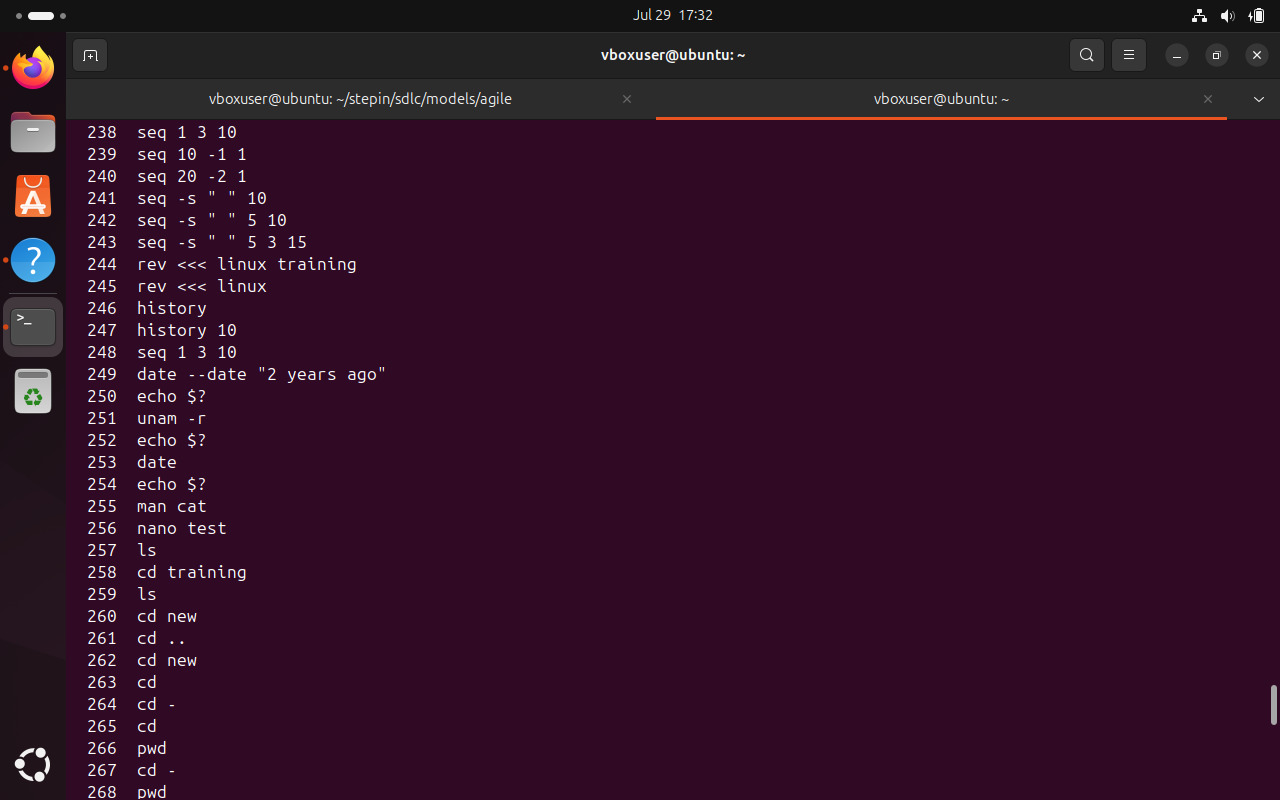 Jul 29 17:32
vboxuser@ubuntu: ~
vboxuser@ubuntu: ~/stepin/sdlc/models/agile
vboxuser@ubuntu: ~
238 seq 1 3 10
239 seq 10 -1 1
240 seq 20 -2 1
241 seq -s " " 10
242 seq -s " " 5 10
243 seq -s " " 5 3 15
244 rev <<< linux training
245 rev <<< linux
246 history
247 history 10
248 seq 1 3 10
249 date --date "2 years ago"
250 echo $?
251 unam -r
252 echo $?
253 date
254 echo $?
255 man cat
256 nano test
257 ls
258 cd training
259 ls
260 cd new
261 cd ..
262 cd new
263 cd
264 cd -
265 cd
266 pwd
267 cd -
268 pwd